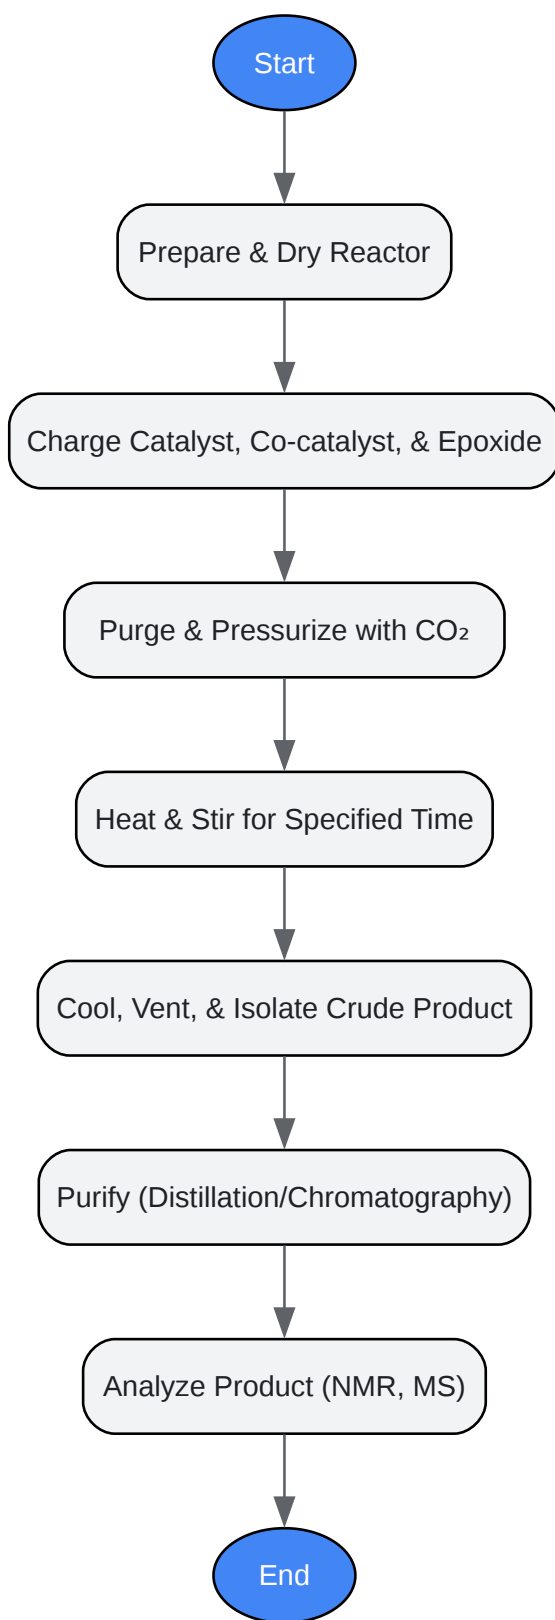 Start
Prepare & Dry Reactor
Charge Catalyst, Co-catalyst, & Epoxide
Purge & Pressurize with CO₂
Heat & Stir for Specified Time
Cool, Vent, & Isolate Crude Product
Purify (Distillation/Chromatography)
Analyze Product (NMR, MS)
End